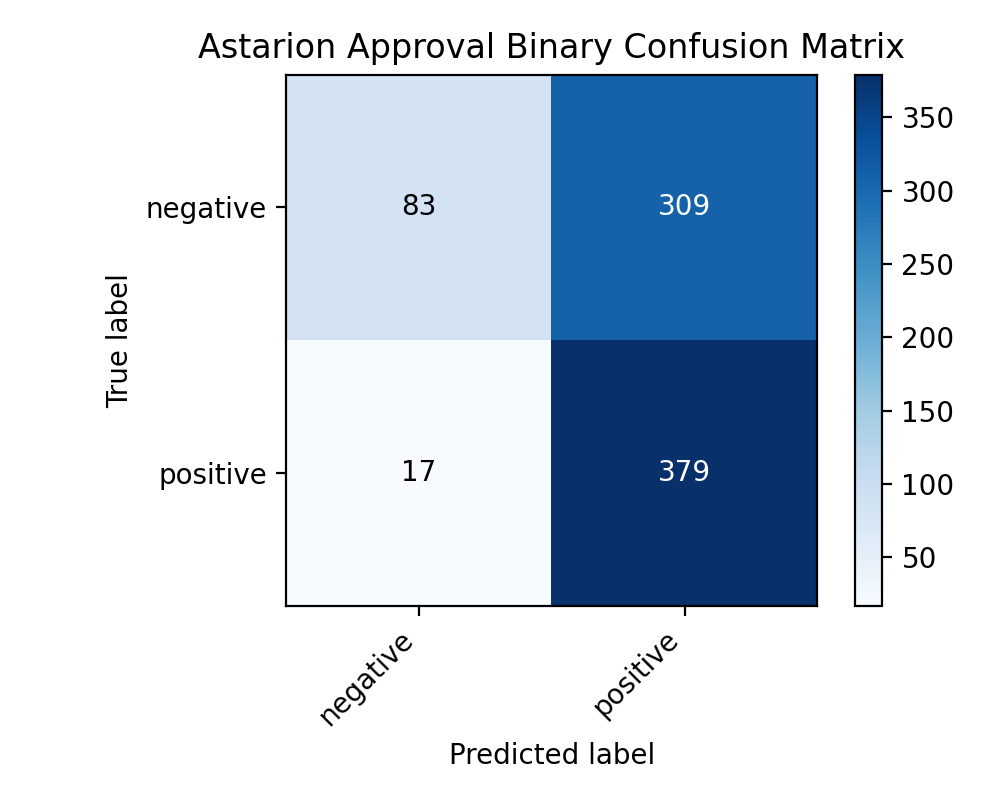 Astarion Approval Binary Confusion Matrix
True label
negative
83
309
positive
17
379
negative
positive
Predicted label
350
300
250
200
150
100
50